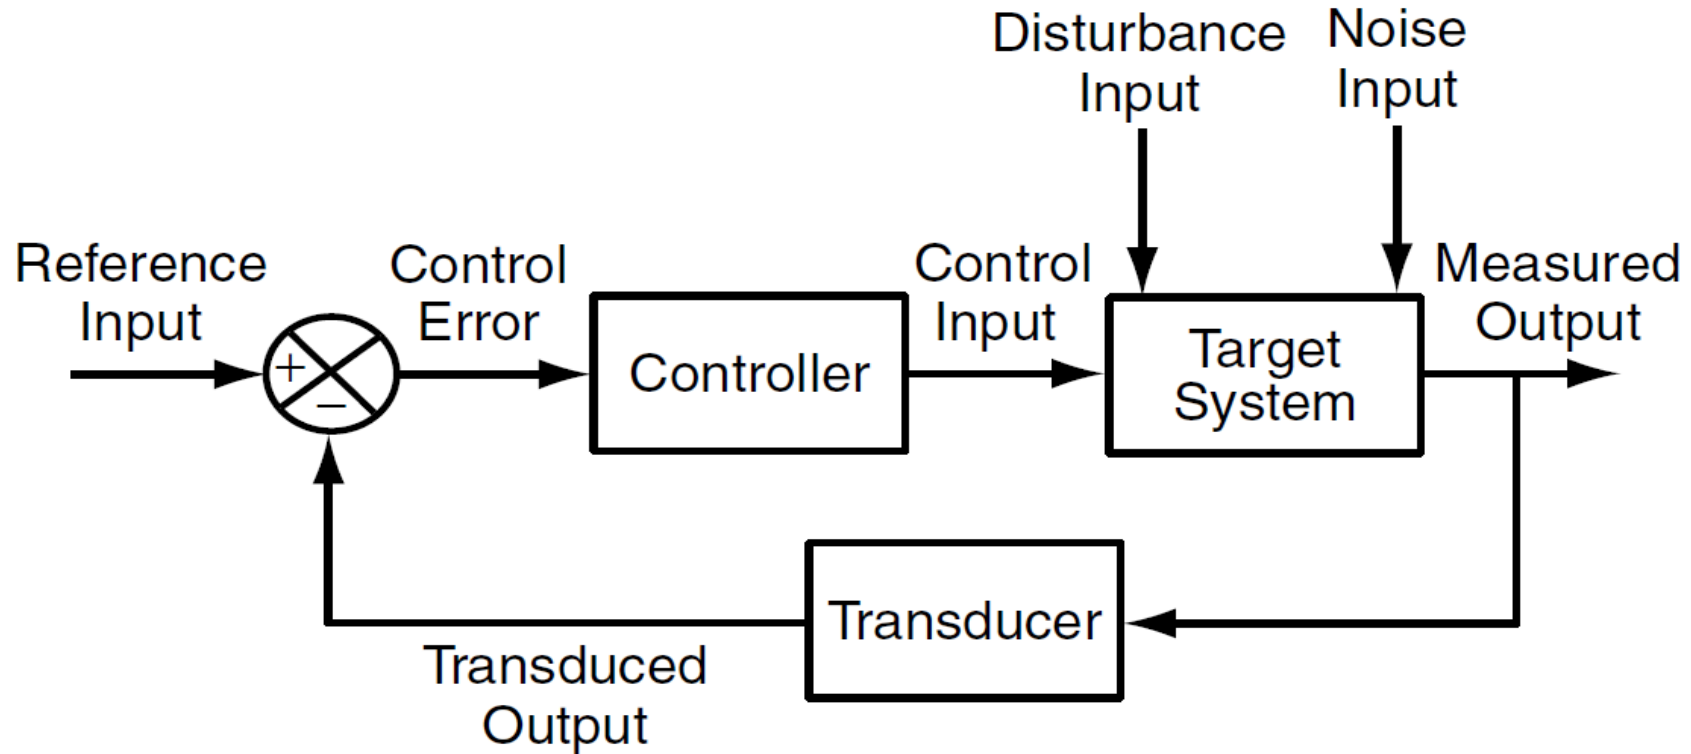 Disturbance
Input
Noise
Input
Reference
Input
+
−
Control
Error
Controller
Control
Input
Target
System
Measured
Output
Transducer
Transduced
Output